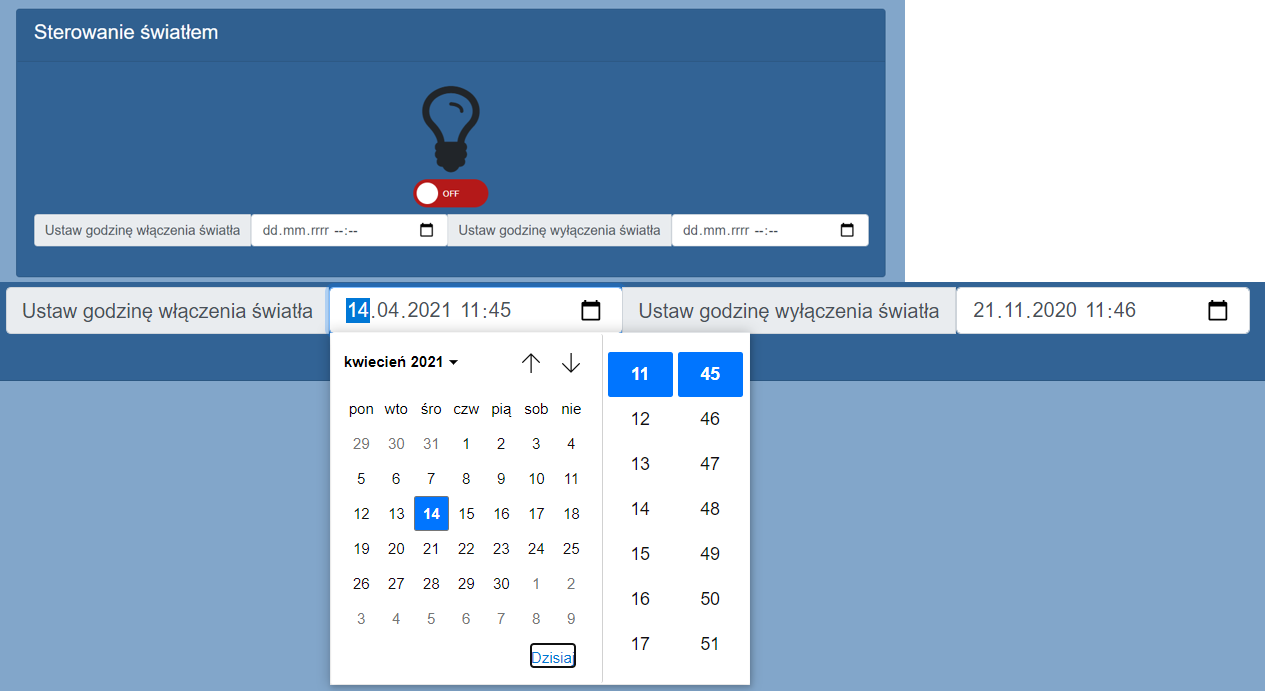 Sterowanie światłem
OFF
Ustaw godzinę włączenia światła dd.mm.rrrr --:-- Ustaw godzinę wyłączenia światła dd.mm.rrrr --:--
Ustaw godzinę włączenia światła 14.04.2021 11:45 Ustaw godzinę wyłączenia światła 21.11.2020 11:46
kwiecień 2021
pon wto śro czw pią sob nie
29 30 31 1 2 3 4
5 6 7 8 9 10 11
12 13 14 15 16 17 18
19 20 21 22 23 24 25
26 27 28 29 30 1 2
3 4 5 6 7 8 9
Dzisiaj
11 45
12 46
13 47
14 48
15 49
16 50
17 51